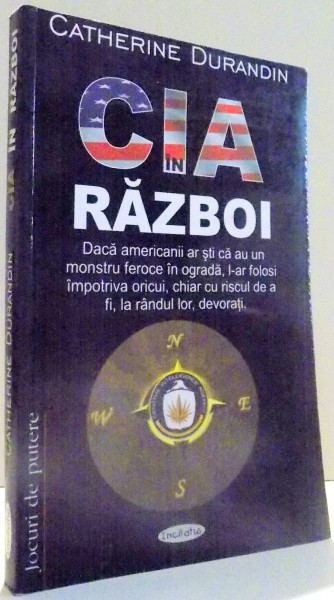 CATHERINE DURANDIN
CIA
ÎN
RĂZBOI
Dacă americanii ar ști că au un
monstru feroce în ogradă, l-ar folosi
împotriva oricui, chiar cu riscul de a
fi, la rândul lor, devorați.
N
W
E
S
Incitatus
CIA ÎN RĂZBOI
CATHERINE DURANDIN
Jocuri de putere